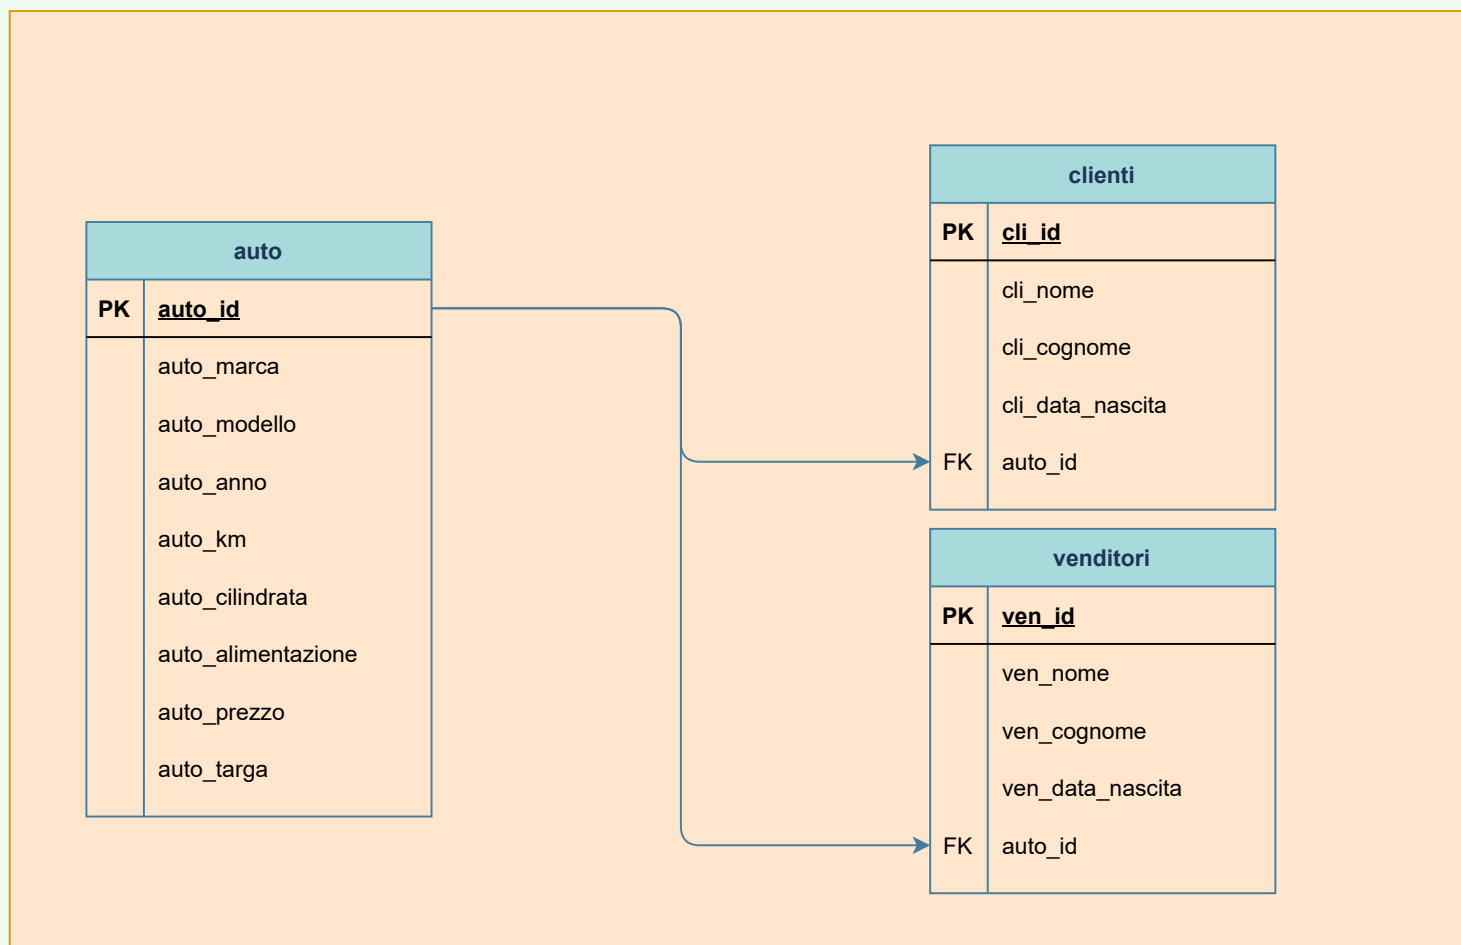 auto
PK auto_id
auto_marca
auto_modello
auto_anno
auto_km
auto_cilindrata
auto_alimentazione
auto_prezzo
auto_targa
clienti
PK cli_id
cli_nome
cli_cognome
cli_data_nascita
FK auto_id
venditori
PK ven_id
ven_nome
ven_cognome
ven_data_nascita
FK auto_id